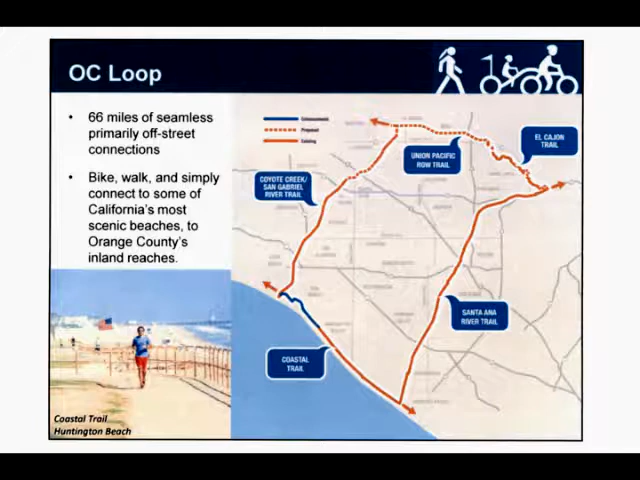 OC Loop
• 66 miles of seamless
primarily off-street
connections
• Bike, walk, and simply
connect to some of
California's most
scenic beaches, to
Orange County's
inland reaches.
Proposed
Existing
EL CAJON
TRAIL
UNION PACIFIC
ROW TRAIL
COYOTE CREEK/
SAN GABRIEL
RIVER TRAIL
SANTA ANA
RIVER TRAIL
COASTAL
TRAIL
Coastal Trail
Huntington Beach